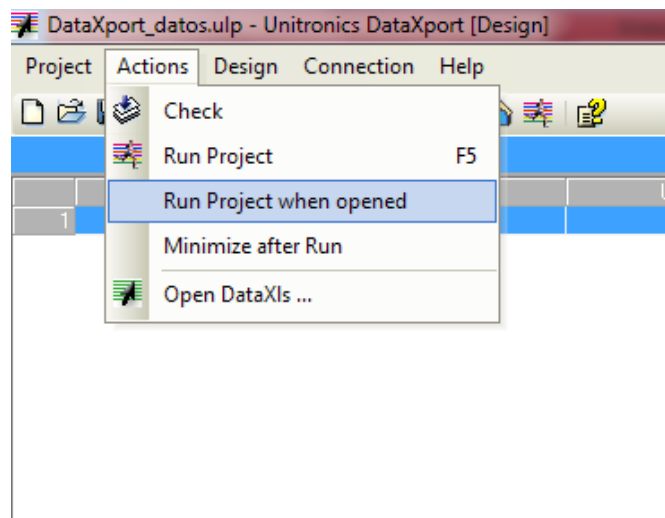 DataXport_datos.ulp - Unitronics DataXport [Design]
Project Actions Design Connection Help
Check
Run Project F5
1 Run Project when opened
Minimize after Run
Open DataXls ...